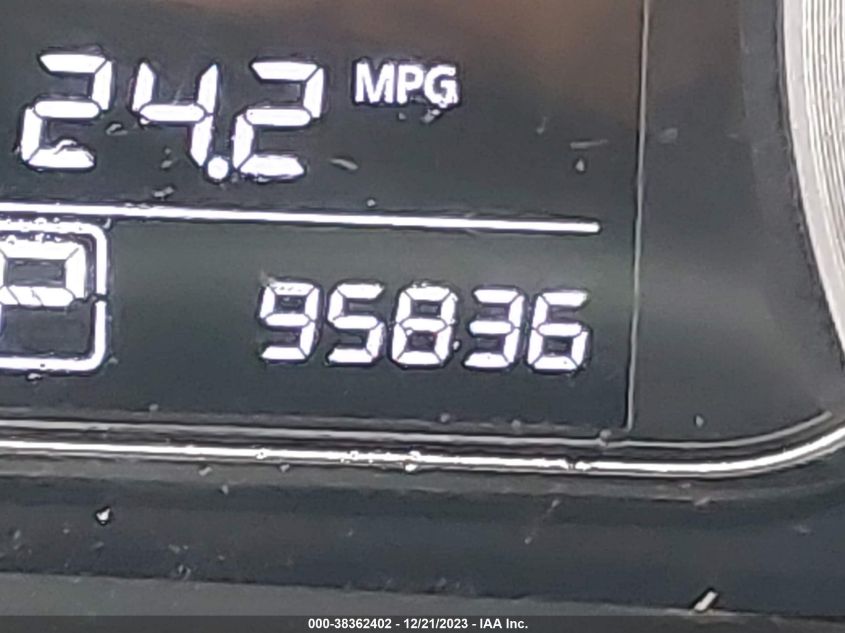 24.2 MPG
P 95836
000-38362402 - 12/21/2023 - IAA Inc.